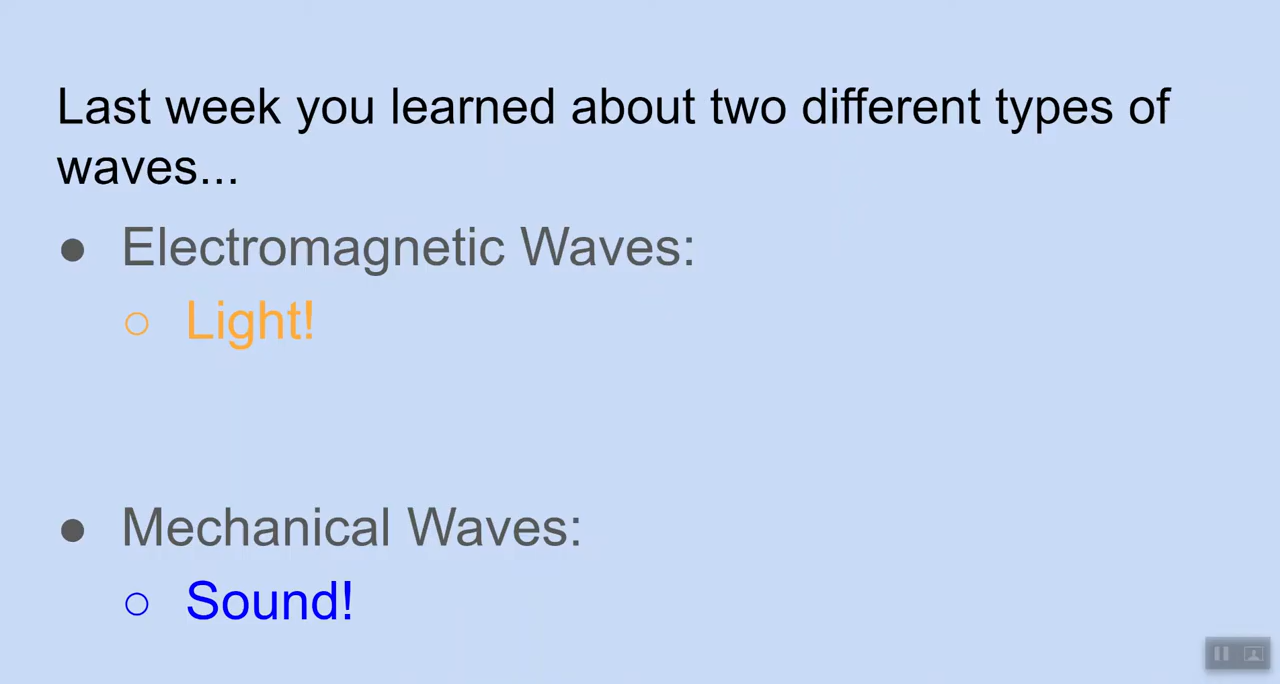 Last week you learned about two different types of
waves...
● Electromagnetic Waves:
○ Light!
● Mechanical Waves:
○ Sound!